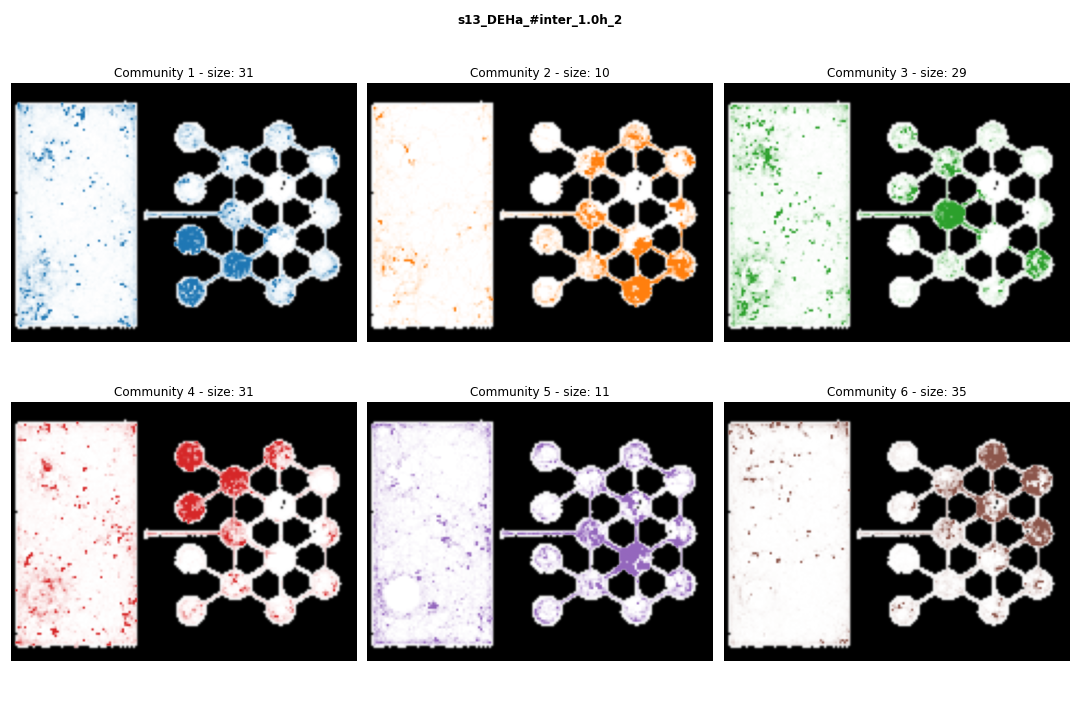 s13_DEHa_#inter_1.0h_2
Community 1 - size: 31
Community 2 - size: 10
Community 3 - size: 29
Community 4 - size: 31
Community 5 - size: 11
Community 6 - size: 35